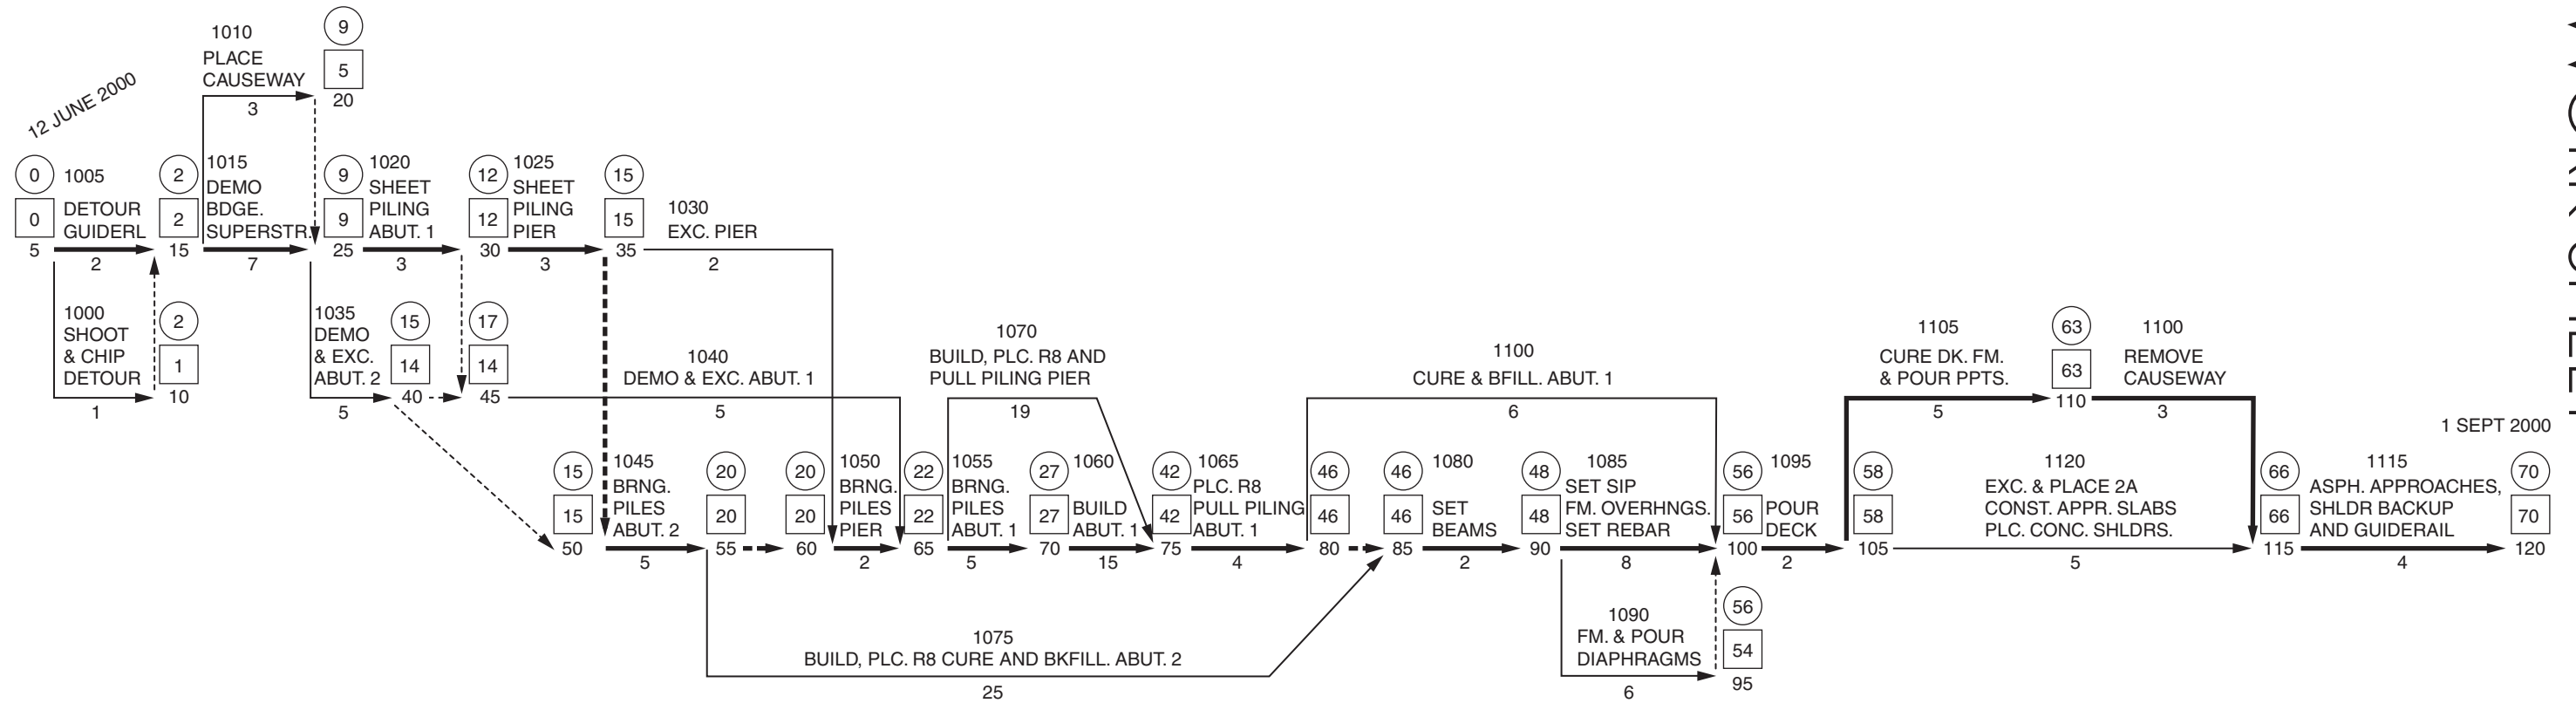 1010
PLACE
CAUSEWAY
3
9
5
20
12 JUNE 2000
0
0
5
1005
DETOUR
GUIDERL
2
2
2
15
1015
DEMO
BDGE.
SUPERSTR.
7
9
9
25
1020
SHEET
PILING
ABUT. 1
3
12
12
30
1025
SHEET
PILING
PIER
3
15
15
35
1030
EXC. PIER
2
1000
SHOOT
& CHIP
DETOUR
1
2
1
10
1035
DEMO
& EXC.
ABUT. 2
5
15
14
40
17
14
45
1040
DEMO & EXC. ABUT. 1
5
1070
BUILD, PLC. R8 AND
PULL PILING PIER
19
1100
CURE & BFILL. ABUT. 1
6
1105
CURE DK. FM.
& POUR PPTS.
5
63
63
110
1100
REMOVE
CAUSEWAY
3
1 SEPT 2000
15
15
50
1045
BRNG.
PILES
ABUT. 2
5
20
20
55
20
20
60
1050
BRNG.
PILES
PIER
2
22
22
65
1055
BRNG.
PILES
ABUT. 1
5
27
27
70
1060
BUILD
ABUT. 1
15
42
42
75
1065
PLC. R8
PULL PILING
ABUT. 1
4
46
46
80
46
46
85
1080
SET
BEAMS
2
48
48
90
1085
SET SIP
FM. OVERHNGS.
SET REBAR
8
56
56
100
1095
POUR
DECK
2
58
58
105
1120
EXC. & PLACE 2A
CONST. APPR. SLABS
PLC. CONC. SHLDRS.
5
66
66
115
1115
ASPH. APPROACHES,
SHLDR BACKUP
AND GUIDERAIL
4
70
70
120
1075
BUILD, PLC. R8 CURE AND BKFILL. ABUT. 2
25
1090
FM. & POUR
DIAPHRAGMS
6
56
54
95